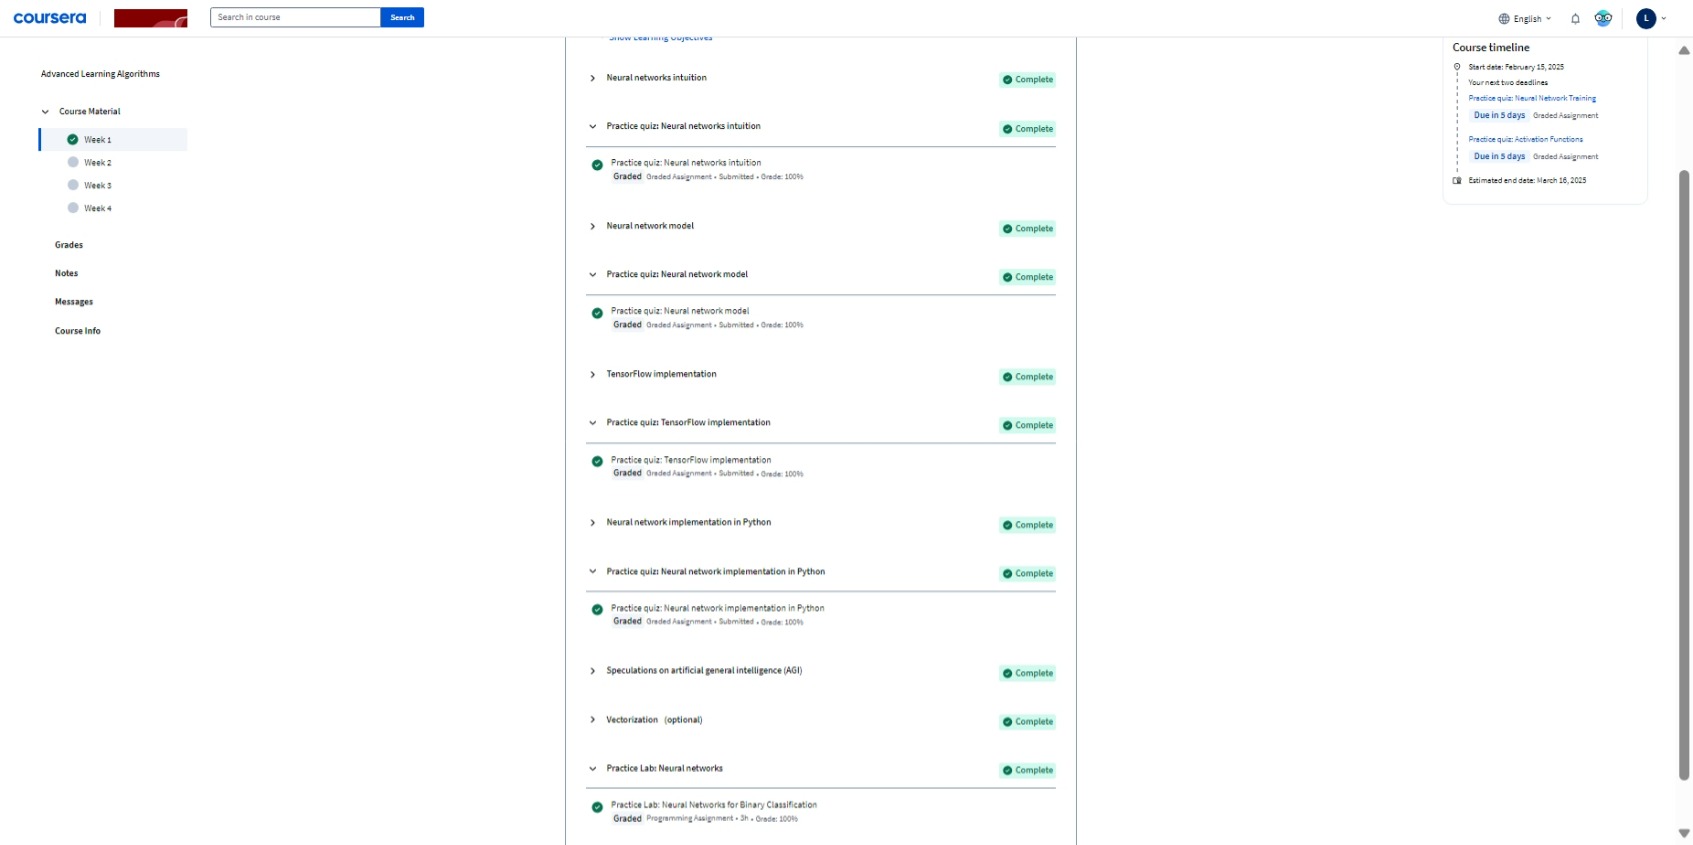 coursera
Search in course
Search
English
L
Advanced Learning Algorithms
Course Material
Week 1
Week 2
Week 3
Week 4
Grades
Notes
Messages
Course Info
Show Learning Objectives
Neural networks intuition
Complete
Practice quiz: Neural networks intuition
Complete
Practice quiz: Neural networks intuition
Graded Graded Assignment • Submitted • Grade: 100%
Neural network model
Complete
Practice quiz: Neural network model
Complete
Practice quiz: Neural network model
Graded Graded Assignment • Submitted • Grade: 100%
TensorFlow implementation
Complete
Practice quiz: TensorFlow implementation
Complete
Practice quiz: TensorFlow implementation
Graded Graded Assignment • Submitted • Grade: 100%
Neural network implementation in Python
Complete
Practice quiz: Neural network implementation in Python
Complete
Practice quiz: Neural network implementation in Python
Graded Graded Assignment • Submitted • Grade: 100%
Speculations on artificial general intelligence (AGI)
Complete
Vectorization (optional)
Complete
Practice Lab: Neural networks
Complete
Practice Lab: Neural Networks for Binary Classification
Graded Programming Assignment • 3h • Grade: 100%
Course timeline
Start date: February 15, 2025
Your next two deadlines
Practice quiz: Neural Network Training
Due in 5 days Graded Assignment
Practice quiz: Activation Functions
Due in 5 days Graded Assignment
Estimated end date: March 16, 2025